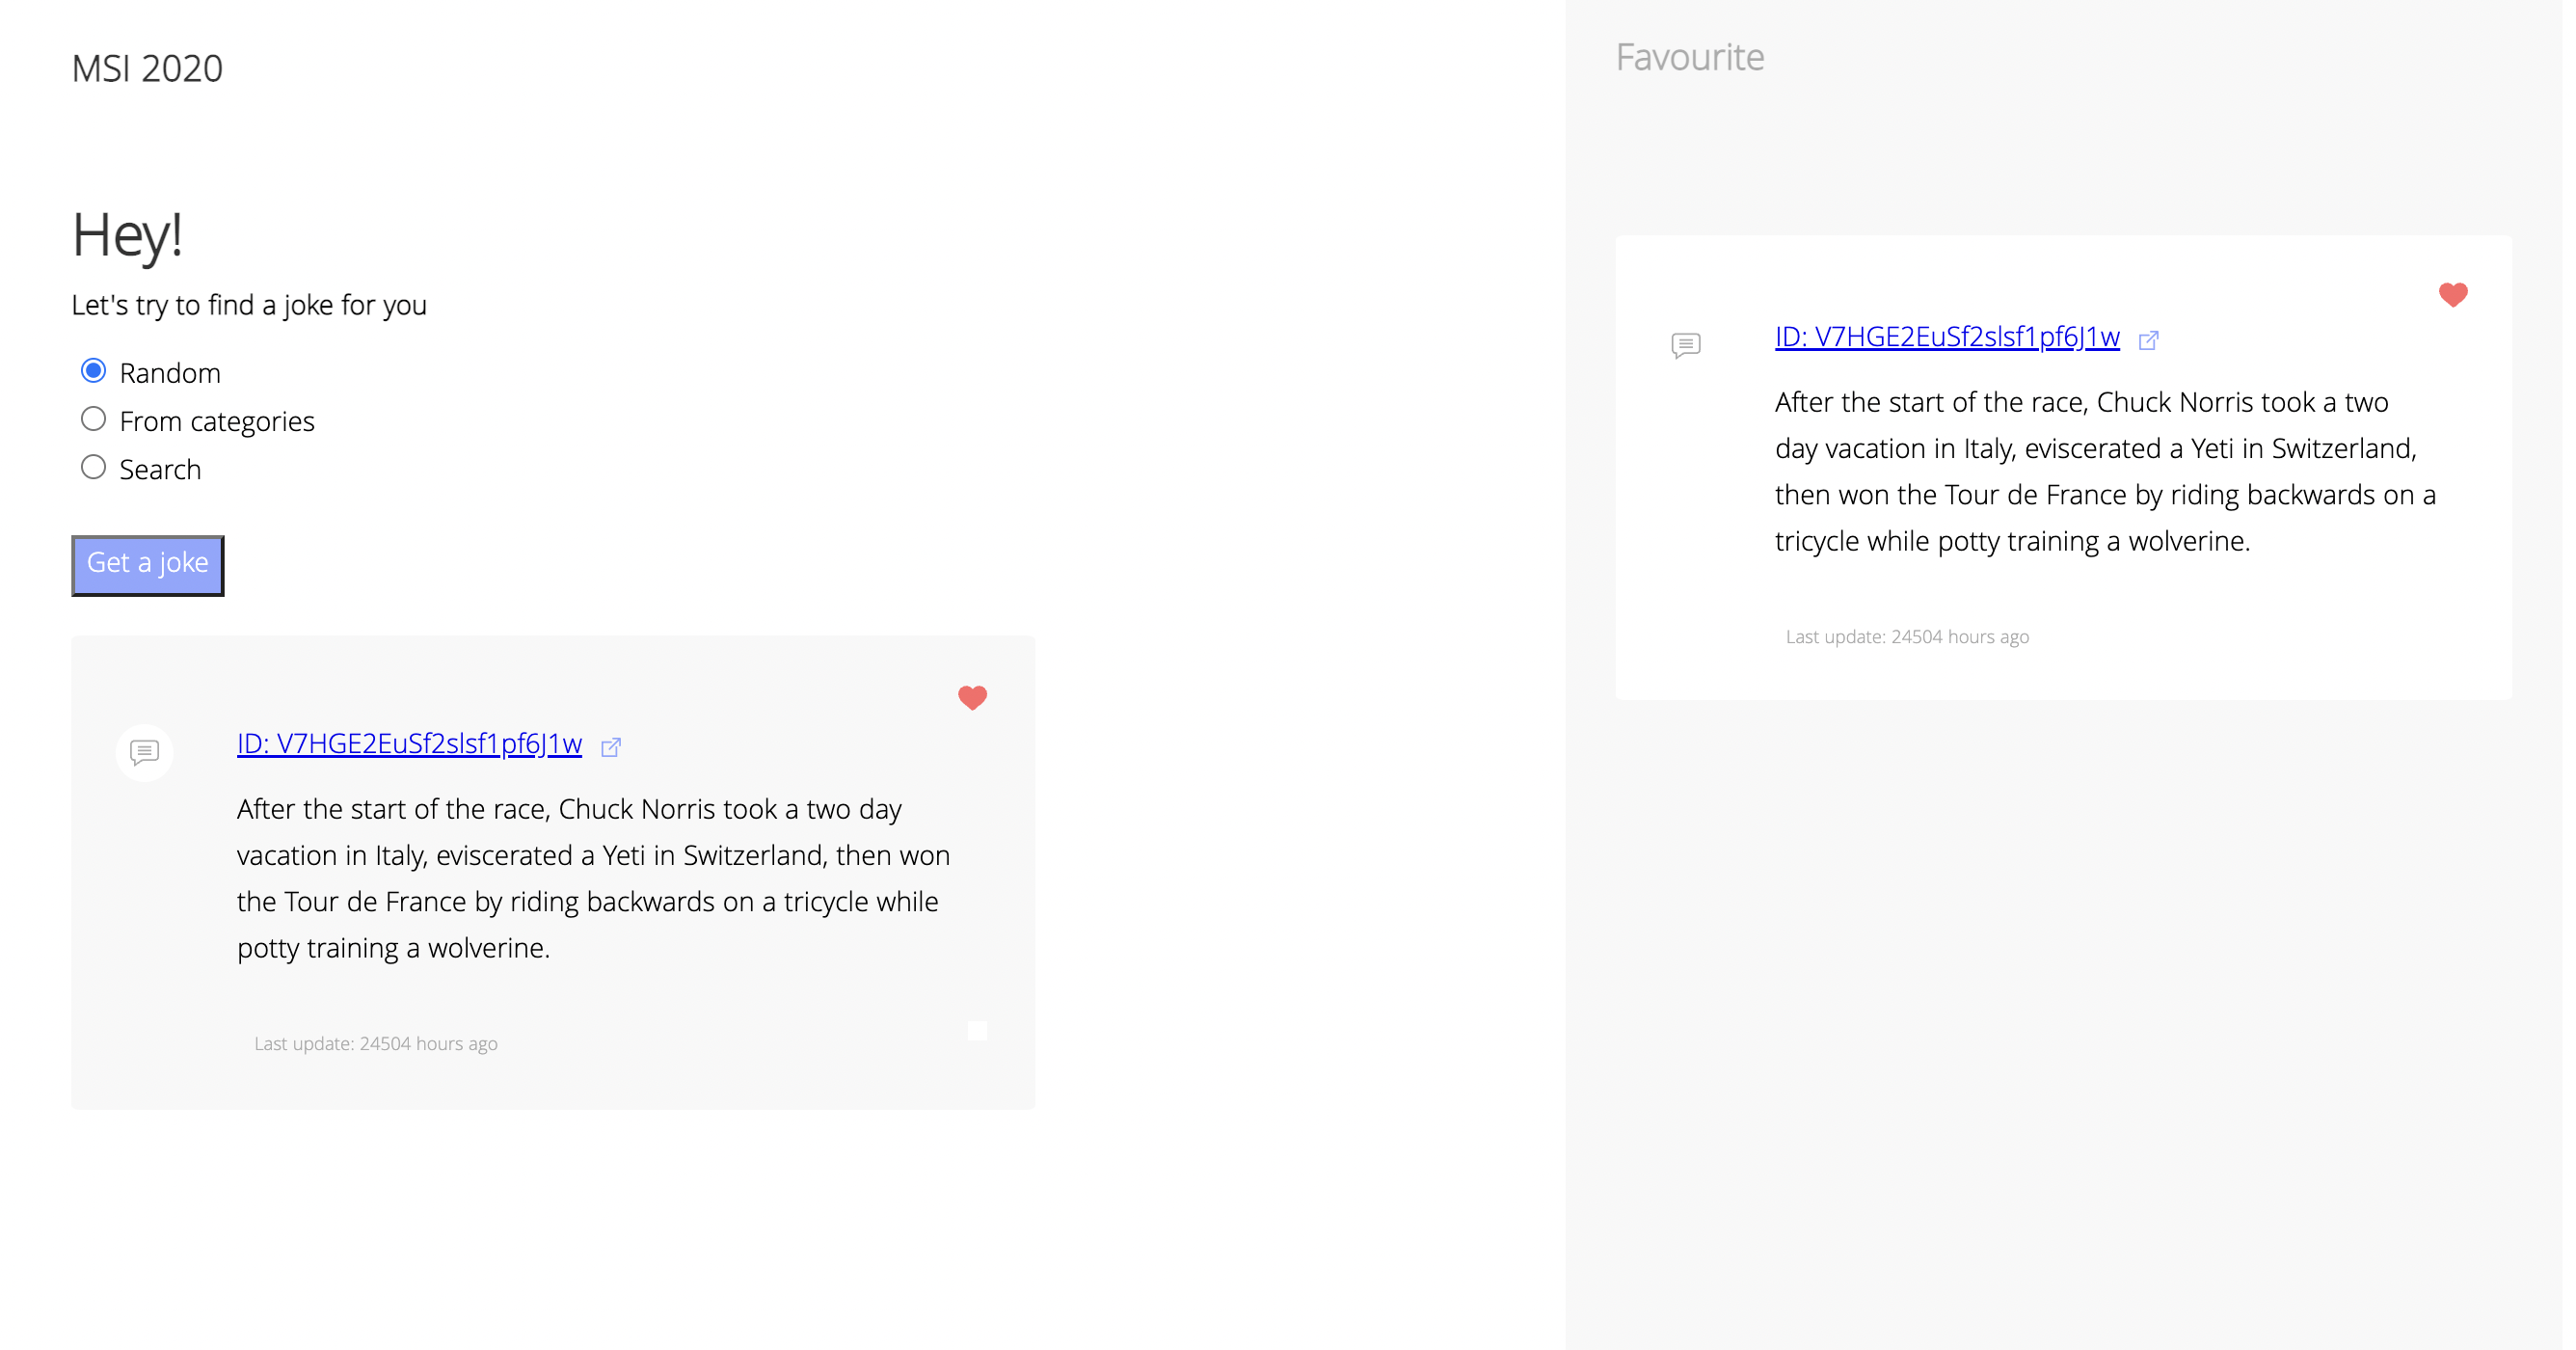 MSI 2020
Hey!
Let's try to find a joke for you
Random
From categories
Search
Get a joke
ID: V7HGE2EuSf2slsf1pf6J1w
After the start of the race, Chuck Norris took a two day
vacation in Italy, eviscerated a Yeti in Switzerland, then won
the Tour de France by riding backwards on a tricycle while
potty training a wolverine.
Last update: 24504 hours ago
Favourite
ID: V7HGE2EuSf2slsf1pf6J1w
After the start of the race, Chuck Norris took a two
day vacation in Italy, eviscerated a Yeti in Switzerland,
then won the Tour de France by riding backwards on a
tricycle while potty training a wolverine.
Last update: 24504 hours ago